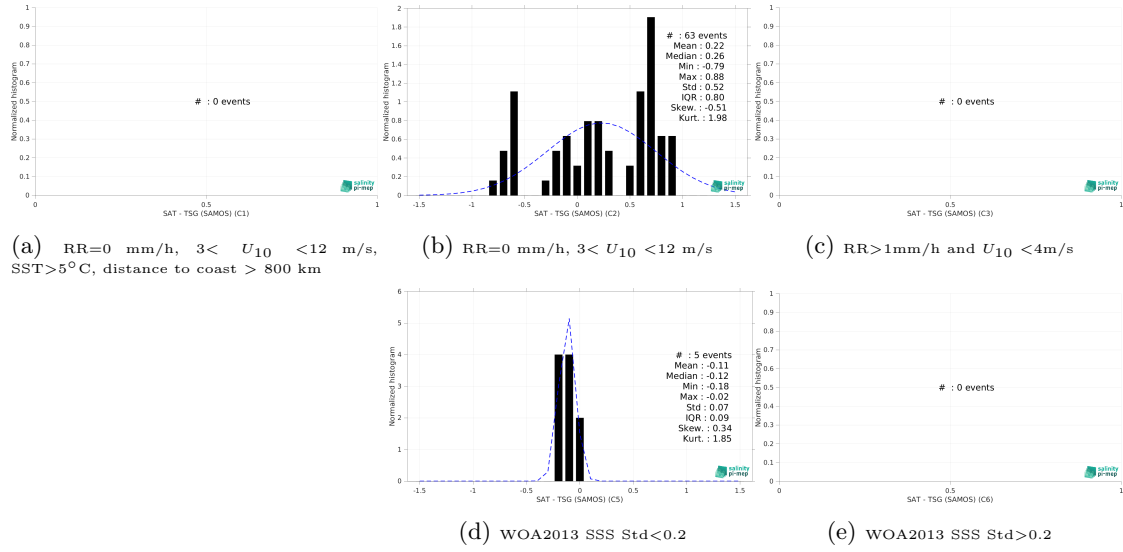 1
0.9
0.8
0.7
0.6
0.5
0.4
0.3
0.2
0.1
0
Normalized histogram
# : 0 events
salinity
pi-mep
0 0.5 1
SAT - TSG (SAMOS) (C1)
(a) RR=0 mm/h, 3< U10 <12 m/s,
SST>5°C, distance to coast > 800 km
2
1.8
1.6
1.4
1.2
1
0.8
0.6
0.4
0.2
0
Normalized histogram
# : 63 events
Mean : 0.22
Median : 0.26
Min : -0.79
Max : 0.88
Std : 0.52
IQR : 0.80
Skew. : -0.51
Kurt. : 1.98
salinity
pi-mep
-1.5 -1 -0.5 0 0.5 1 1.5
SAT - TSG (SAMOS) (C2)
(b) RR=0 mm/h, 3< U10 <12 m/s
1
0.9
0.8
0.7
0.6
0.5
0.4
0.3
0.2
0.1
0
Normalized histogram
# : 0 events
salinity
pi-mep
0 0.5 1
SAT - TSG (SAMOS) (C3)
(c) RR>1mm/h and U10 <4m/s
6
5
4
3
2
1
0
Normalized histogram
# : 5 events
Mean : -0.11
Median : -0.12
Min : -0.18
Max : -0.02
Std : 0.07
IQR : 0.09
Skew. : 0.34
Kurt. : 1.85
salinity
pi-mep
-1.5 -1 -0.5 0 0.5 1 1.5
SAT - TSG (SAMOS) (C5)
(d) WOA2013 SSS Std<0.2
1
0.9
0.8
0.7
0.6
0.5
0.4
0.3
0.2
0.1
0
Normalized histogram
# : 0 events
salinity
pi-mep
0 0.5 1
SAT - TSG (SAMOS) (C6)
(e) WOA2013 SSS Std>0.2